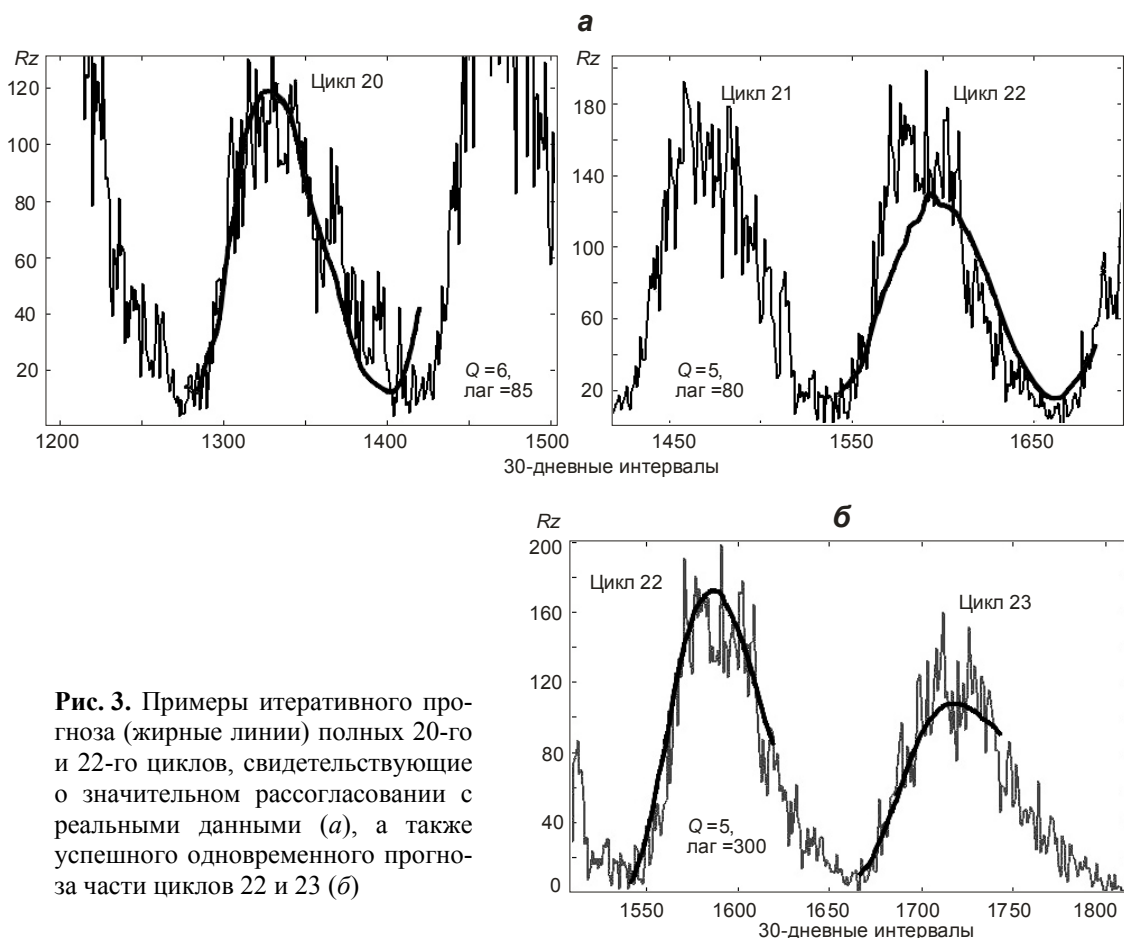 а
Rz
120
100
80
60
40
20
Цикл 20
Q =6,
лаг =85
1200 1300 1400 1500
Rz
180
140
100
60
20
Цикл 21
Цикл 22
Q =5,
лаг =80
1450 1550 1650
30-дневные интервалы
б
Rz
200
160
120
80
40
0
Цикл 22
Цикл 23
Q =5,
лаг =300
1550 1600 1650 1700 1750 1800
30-дневные интервалы
Рис. 3. Примеры итеративного про-
гноза (жирные линии) полных 20-го
и 22-го циклов, свидетельствующие
о значительном рассогласовании с
реальными данными (а), а также
успешного одновременного прогно-
за части циклов 22 и 23 (б)